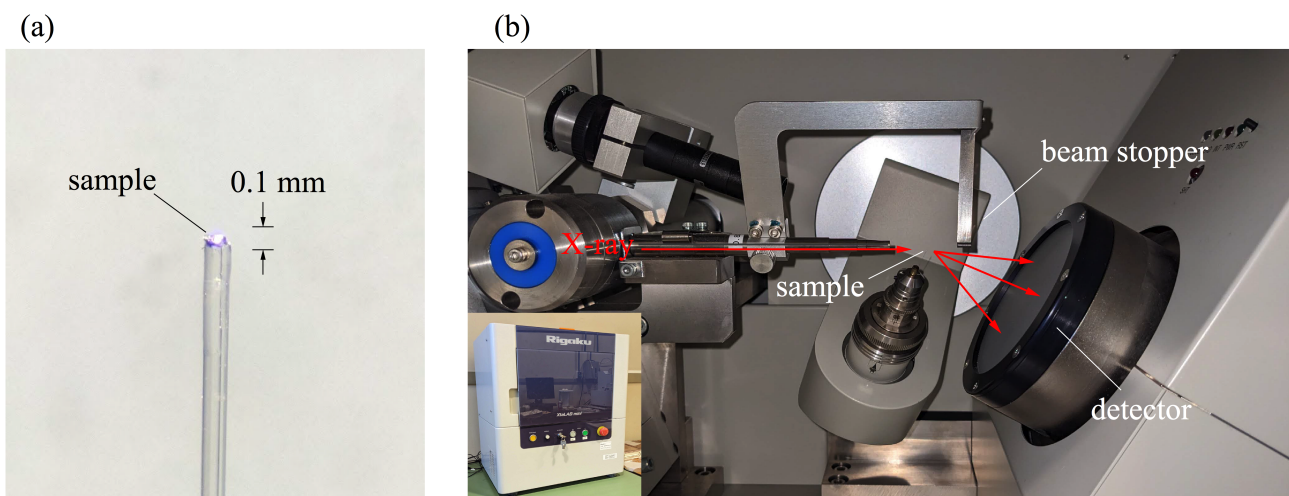 (a)
(b)
sample
0.1 mm
beam stopper
X-ray
sample
detector
Rigaku